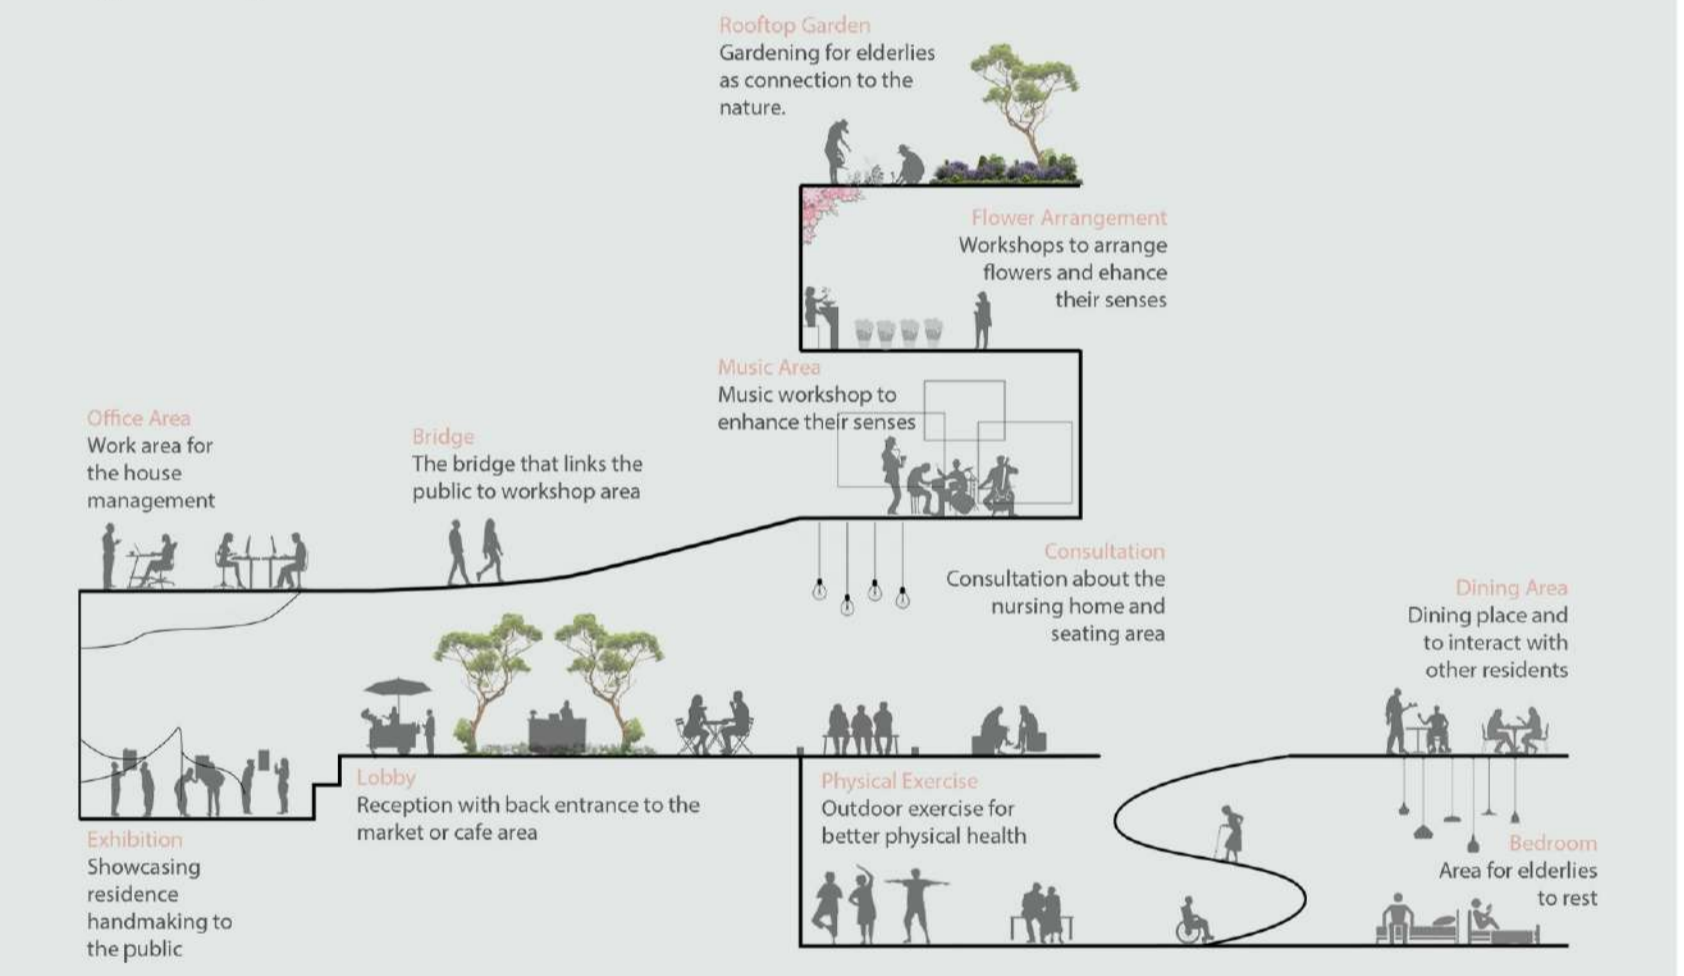 Rooftop Garden
Gardening for elderlies
as connection to the
nature.
Flower Arrangement
Workshops to arrange
flowers and ehance
their senses
Music Area
Music workshop to
enhance their senses
Office Area
Work area for
the house
management
Bridge
The bridge that links the
public to workshop area
Consultation
Consultation about the
nursing home and
seating area
Dining Area
Dining place and
to interact with
other residents
Lobby
Reception with back entrance to the
market or cafe area
Physical Exercise
Outdoor exercise for
better physical health
Exhibition
Showcasing
residence
handmaking to
the public
Bedroom
Area for elderlies
to rest